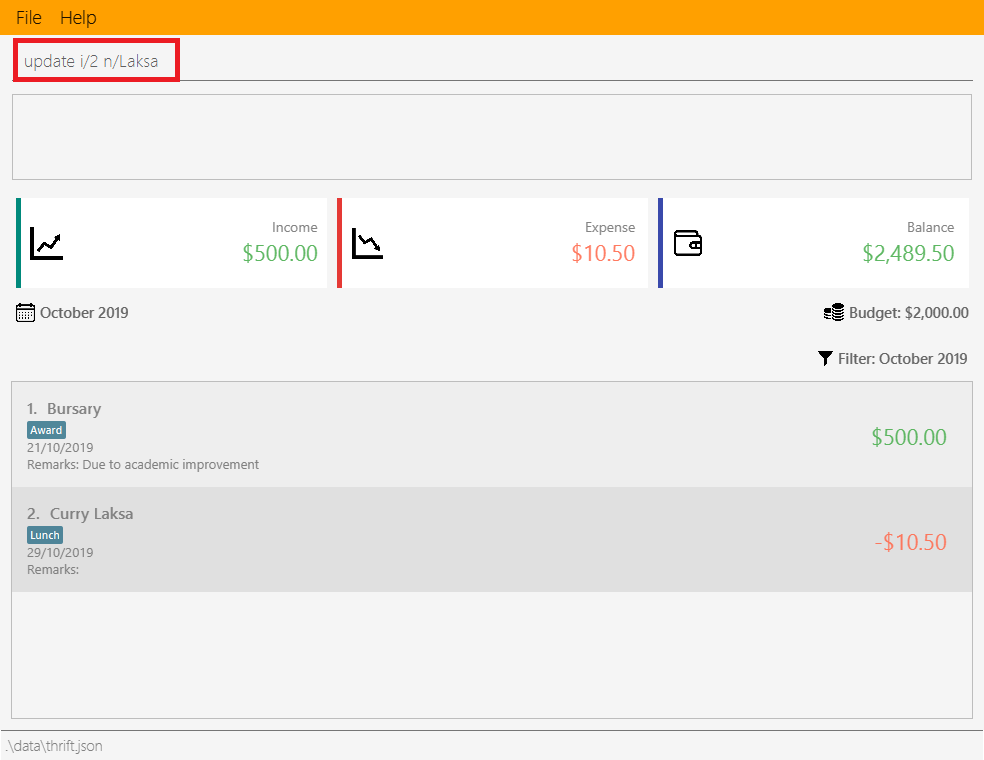 File Help
update i/2 n/Laksa
Income
$500.00
Expense
$10.50
Balance
$2,489.50
October 2019
Budget: $2,000.00
Filter: October 2019
1. Bursary
Award
21/10/2019
Remarks: Due to academic improvement
$500.00
2. Curry Laksa
Lunch
29/10/2019
Remarks:
-$10.50
.\data\thrift.json